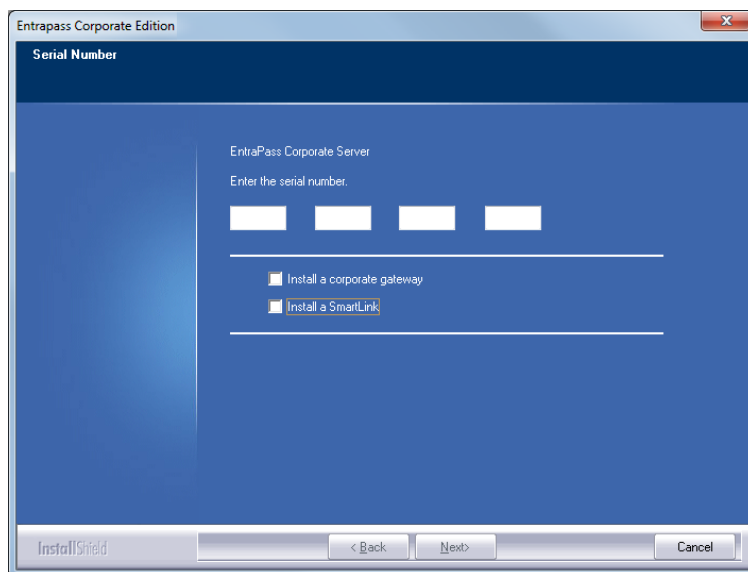 Entrapass Corporate Edition
Serial Number
EntraPass Corporate Server
Enter the serial number.
Install a corporate gateway
Install a SmartLink
InstallShield
< Back
Next>
Cancel